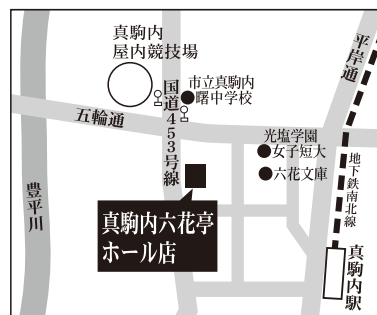 真駒内
屋内競技場
国道453号線
市立真駒内
曙中学校
平岸通
五輪通
光塩学園
女子短大
六花文庫
地下鉄南北線
豊平川
真駒内六花亭
ホール店
真駒内駅